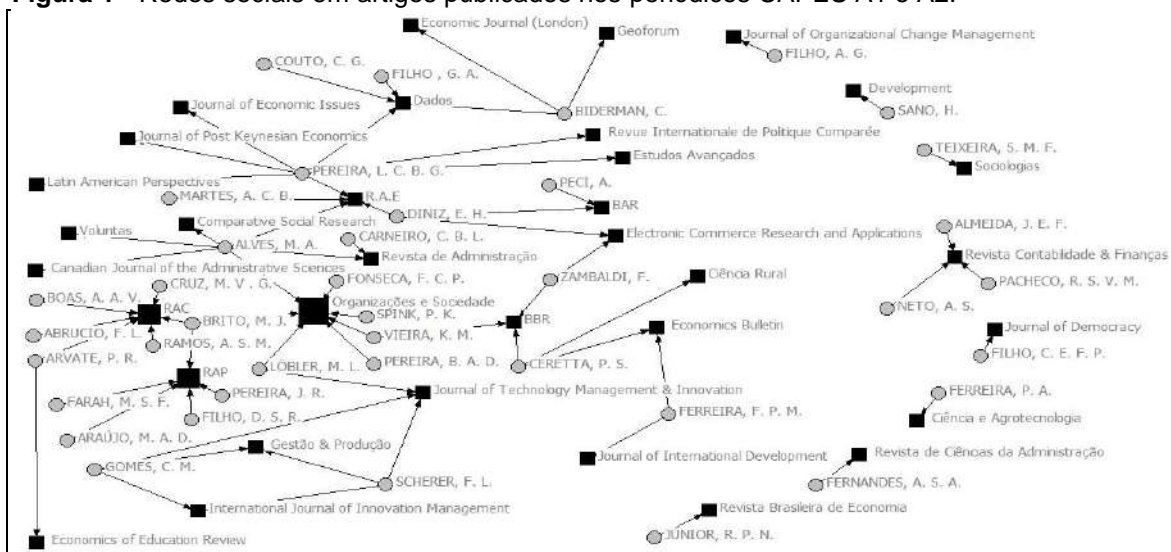 Figura 1 - Redes sociais em artigos publicados nos periódicos CAPES A1 e A2.
Economic Journal (London)
Geoforum
Journal of Organizational Change Management
FILHO, A. G.
COUTO, C. G.
FILHO , G. A.
Development
Journal of Economic Issues
Dados
BIDERMAN, C.
SANO, H.
Journal of Post Keynesian Economics
Revue Internationale de Politique Comparée
TEIXEIRA, S. M. F.
PEREIRA, L. C. B. G.
Estudos Avançados
Sociologias
Latin American Perspectives
PECI, A.
MARTES, A. C. B.
R.A.E
BAR
DINIZ, E. H.
Comparative Social Research
ALMEIDA, J. E. F.
Voluntas
CARNEIRO, C. B. L.
Electronic Commerce Research and Applications
ALVES, M. A.
Revista de Administração
Revista Contabilidade & Finanças
Canadian Journal of the Administrative Sciences
FONSECA, F. C. P.
ZAMBALDI, F.
Ciência Rural
PACHECO, R. S. V. M.
CRUZ, M. V . G.
BOAS, A. A. V.
RAC
Organizações e Sociedade
NETO, A. S.
SPINK, P. K.
BRITO, M. J.
BBR
Economics Bulletin
Journal of Democracy
ABRUCIO, F. L.
RAMOS, A. S. M.
VIEIRA, K. M.
ARVATE, P. R.
LÖBLER, M. L.
PEREIRA, B. A. D.
CERETTA, P. S.
FILHO, C. E. F. P.
RAP
PEREIRA, J. R.
Journal of Technology Management & Innovation
FERREIRA, P. A.
FARAH, M. S. F.
FILHO, D. S. R.
FERREIRA, F. P. M.
Ciência e Agrotecnologia
ARAÚJO, M. A. D.
Gestão & Produção
GOMES, C. M.
Journal of International Development
Revista de Ciências da Administração
SCHERER, F. L.
FERNANDES, A. S. A.
International Journal of Innovation Management
Revista Brasileira de Economia
JÚNIOR, R. P. N.
Economics of Education Review